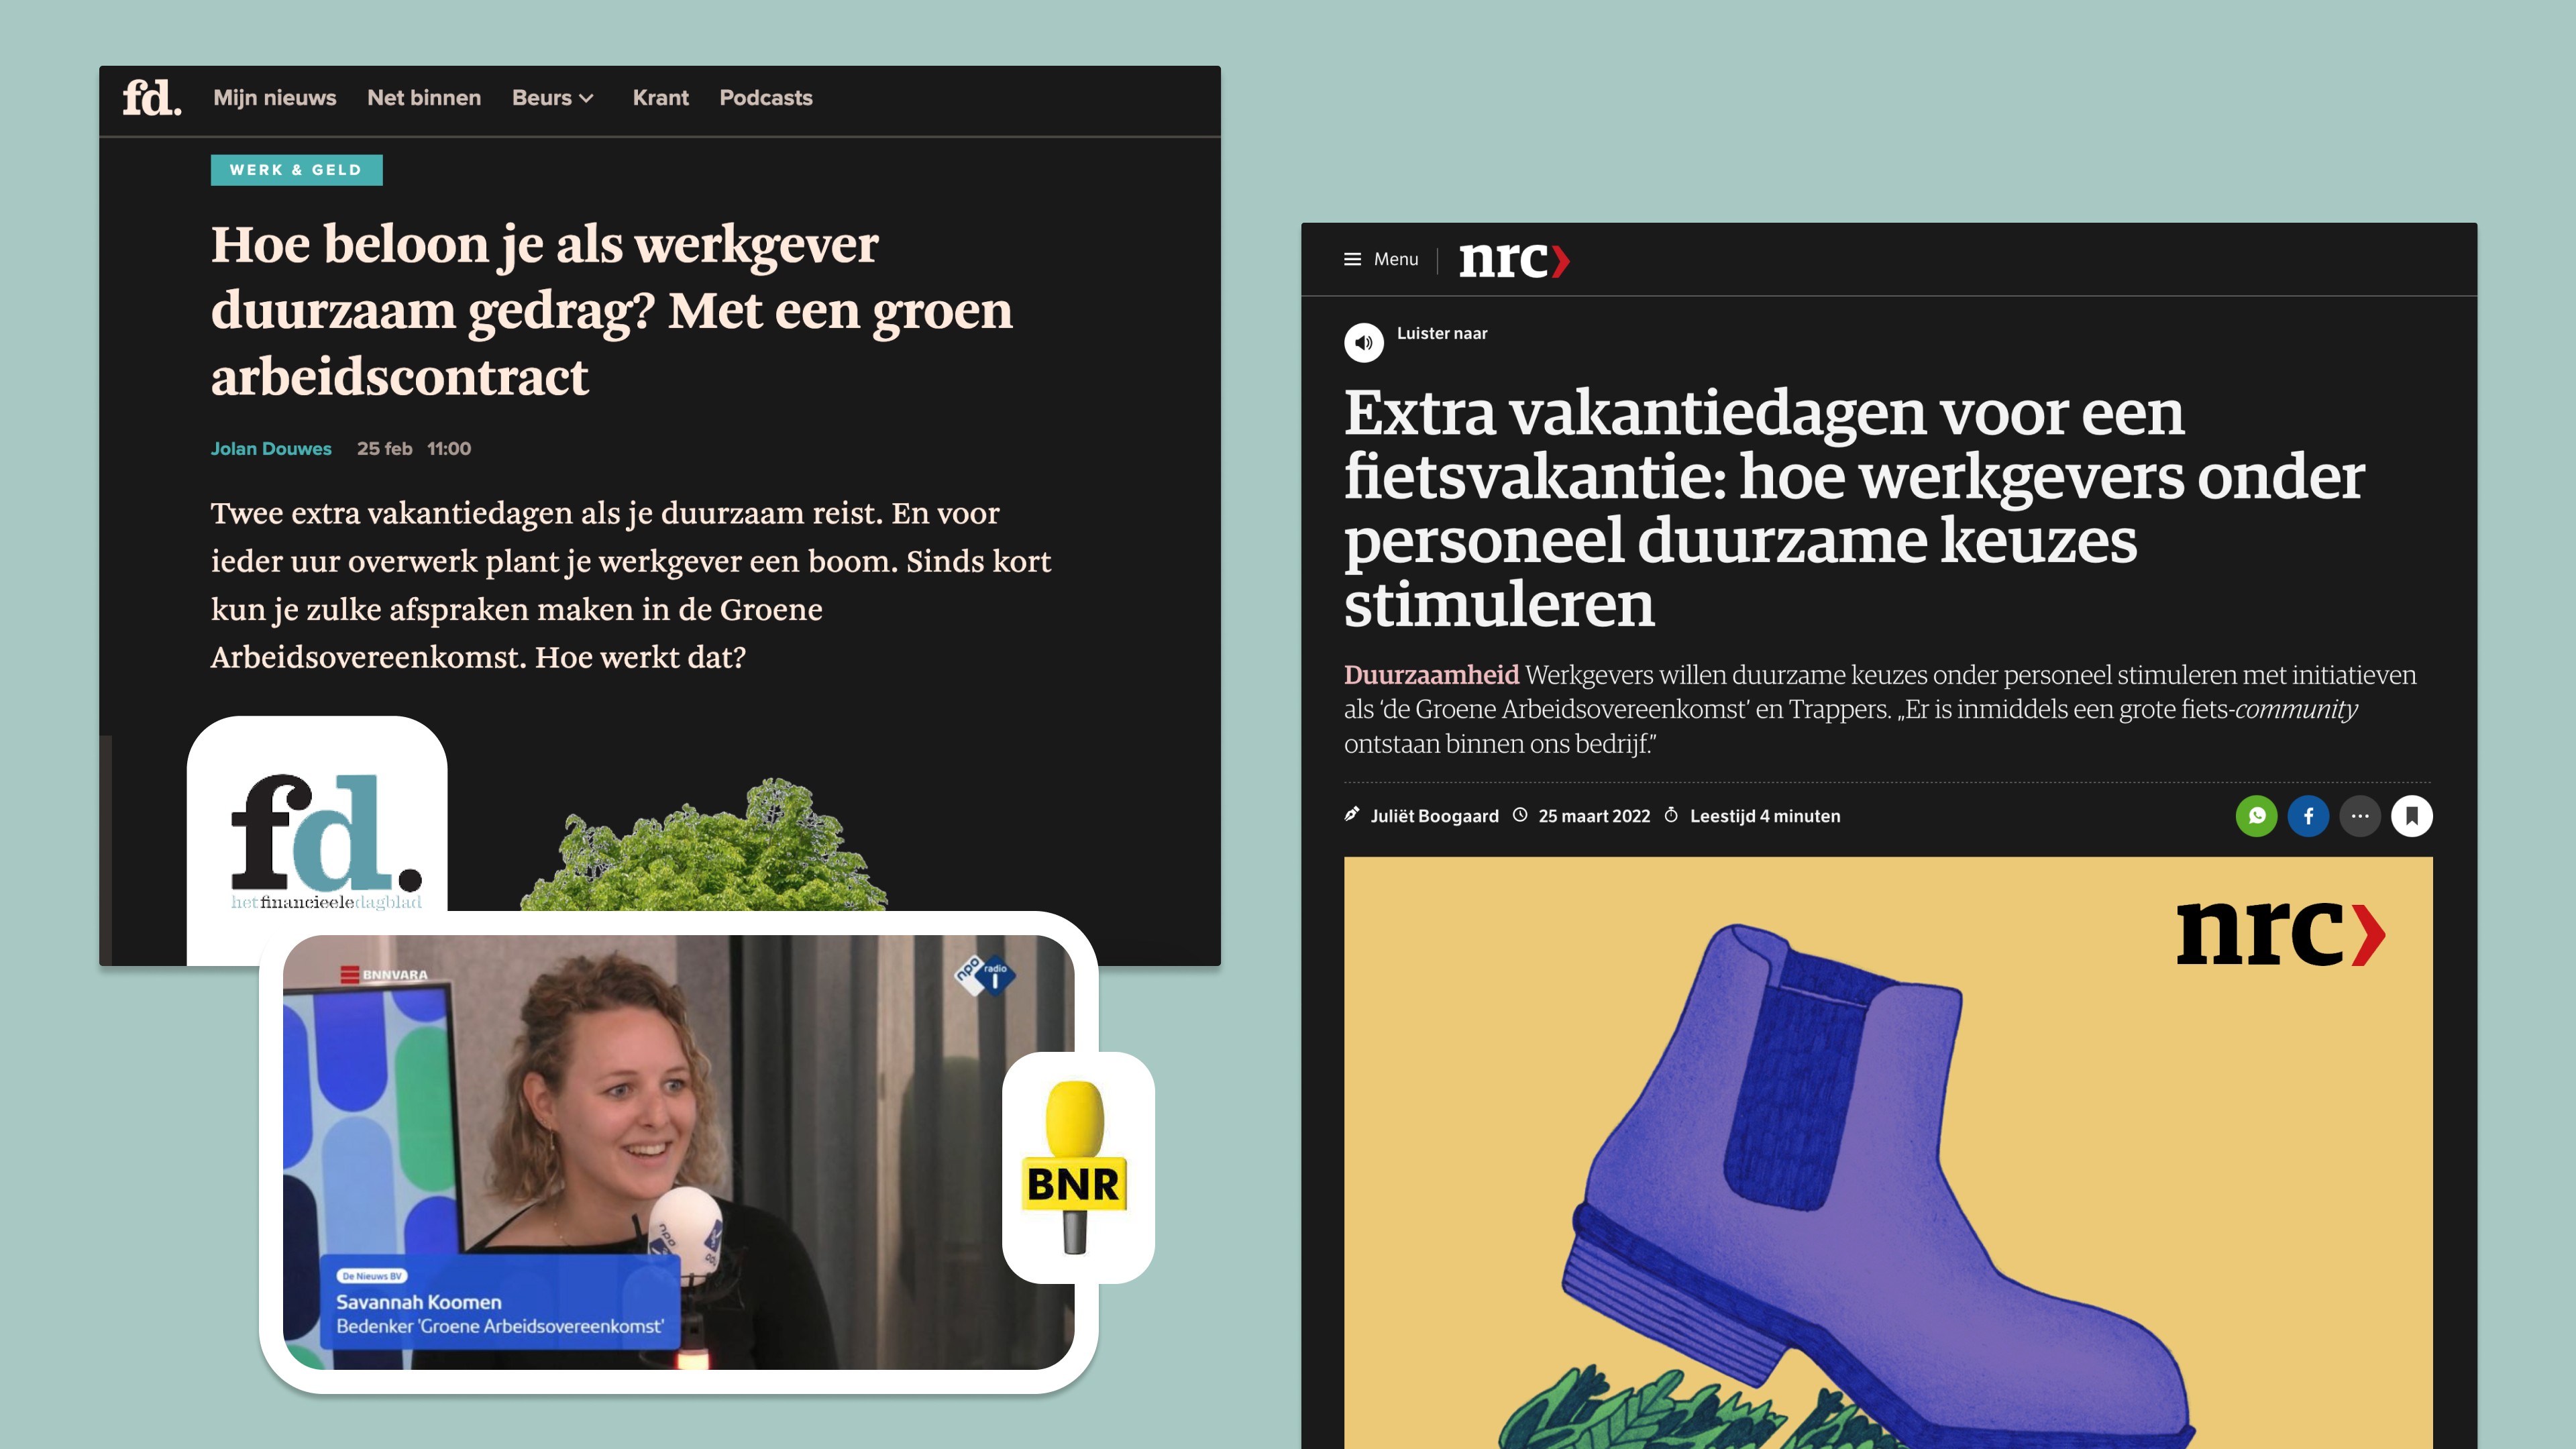 fd. Mijn nieuws Net binnen Beurs Krant Podcasts
WERK & GELD
Hoe beloon je als werkgever
duurzaam gedrag? Met een groen
arbeidscontract
Jolan Douwes 25 feb 11:00
Twee extra vakantiedagen als je duurzaam reist. En voor
ieder uur overwerk plant je werkgever een boom. Sinds kort
kun je zulke afspraken maken in de Groene
Arbeidsovereenkomst. Hoe werkt dat?
fd.
hetfinancieeledagblad
BNNVARA
npo radio 1
npo
BNR
De Nieuws BV
Savannah Koomen
Bedenker 'Groene Arbeidsovereenkomst'
Menu nrc
Luister naar
Extra vakantiedagen voor een
fietsvakantie: hoe werkgevers onder
personeel duurzame keuzes
stimuleren
Duurzaamheid Werkgevers willen duurzame keuzes onder personeel stimuleren met initiatieven
als ‘de Groene Arbeidsovereenkomst’ en Trappers. „Er is inmiddels een grote fiets-community
ontstaan binnen ons bedrijf.”
Juliët Boogaard 25 maart 2022 Leestijd 4 minuten
nrc